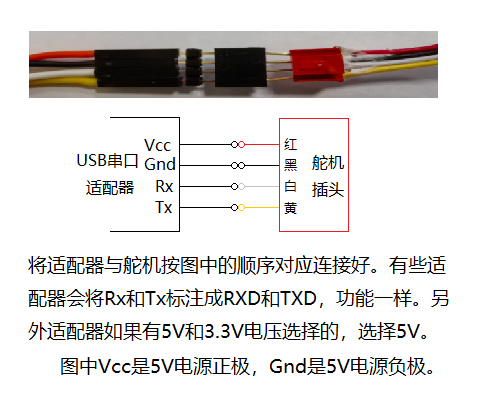 Vcc 红
USB串口 Gnd 黑 舵机
适配器 Rx 白 插头
Tx 黄
将适配器与舵机按图中的顺序对应连接好。有些适
配器会将Rx和Tx标注成RXD和TXD，功能一样。另
外适配器如果有5V和3.3V电压选择的，选择5V。
图中Vcc是5V电源正极，Gnd是5V电源负极。